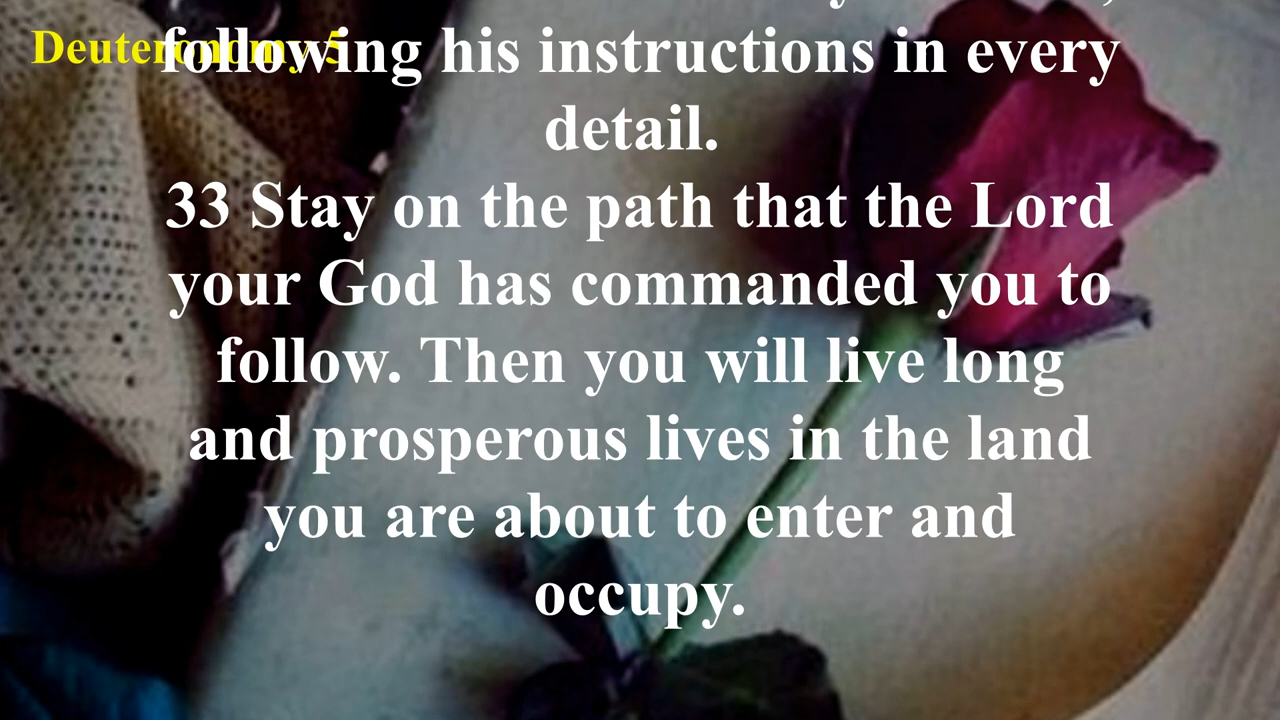 Deuteronomy 5
following his instructions in every
detail.
33 Stay on the path that the Lord
your God has commanded you to
follow. Then you will live long
and prosperous lives in the land
you are about to enter and
occupy.